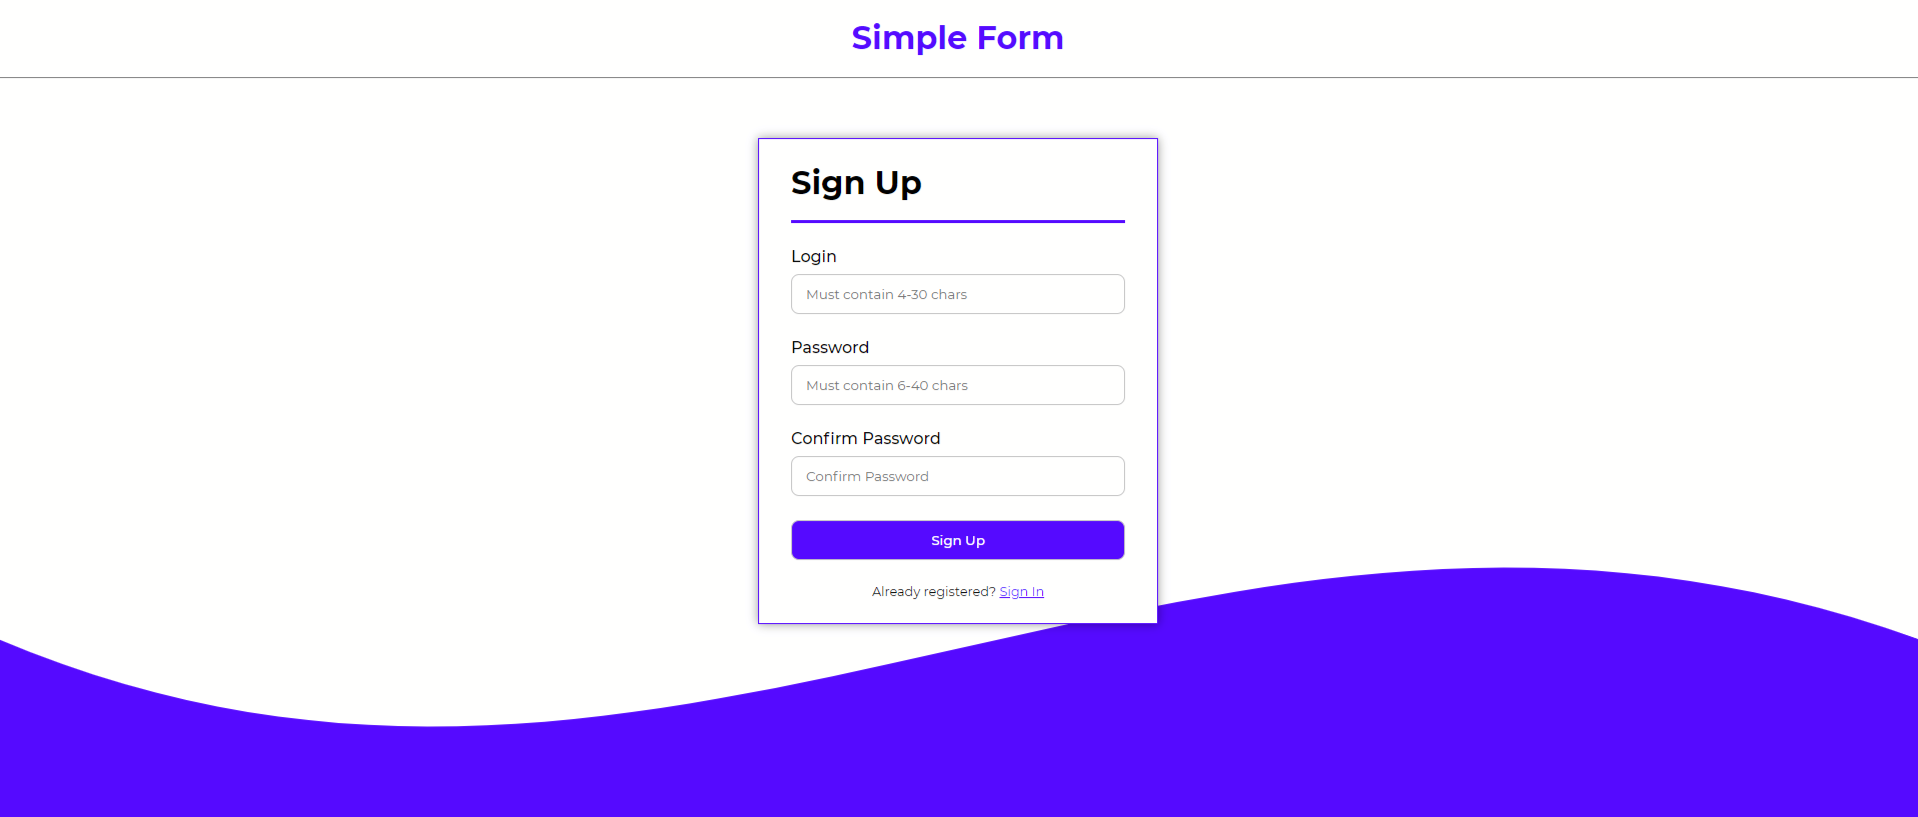 Simple Form
Sign Up
Login
Must contain 4-30 chars
Password
Must contain 6-40 chars
Confirm Password
Confirm Password
Sign Up
Already registered? Sign In